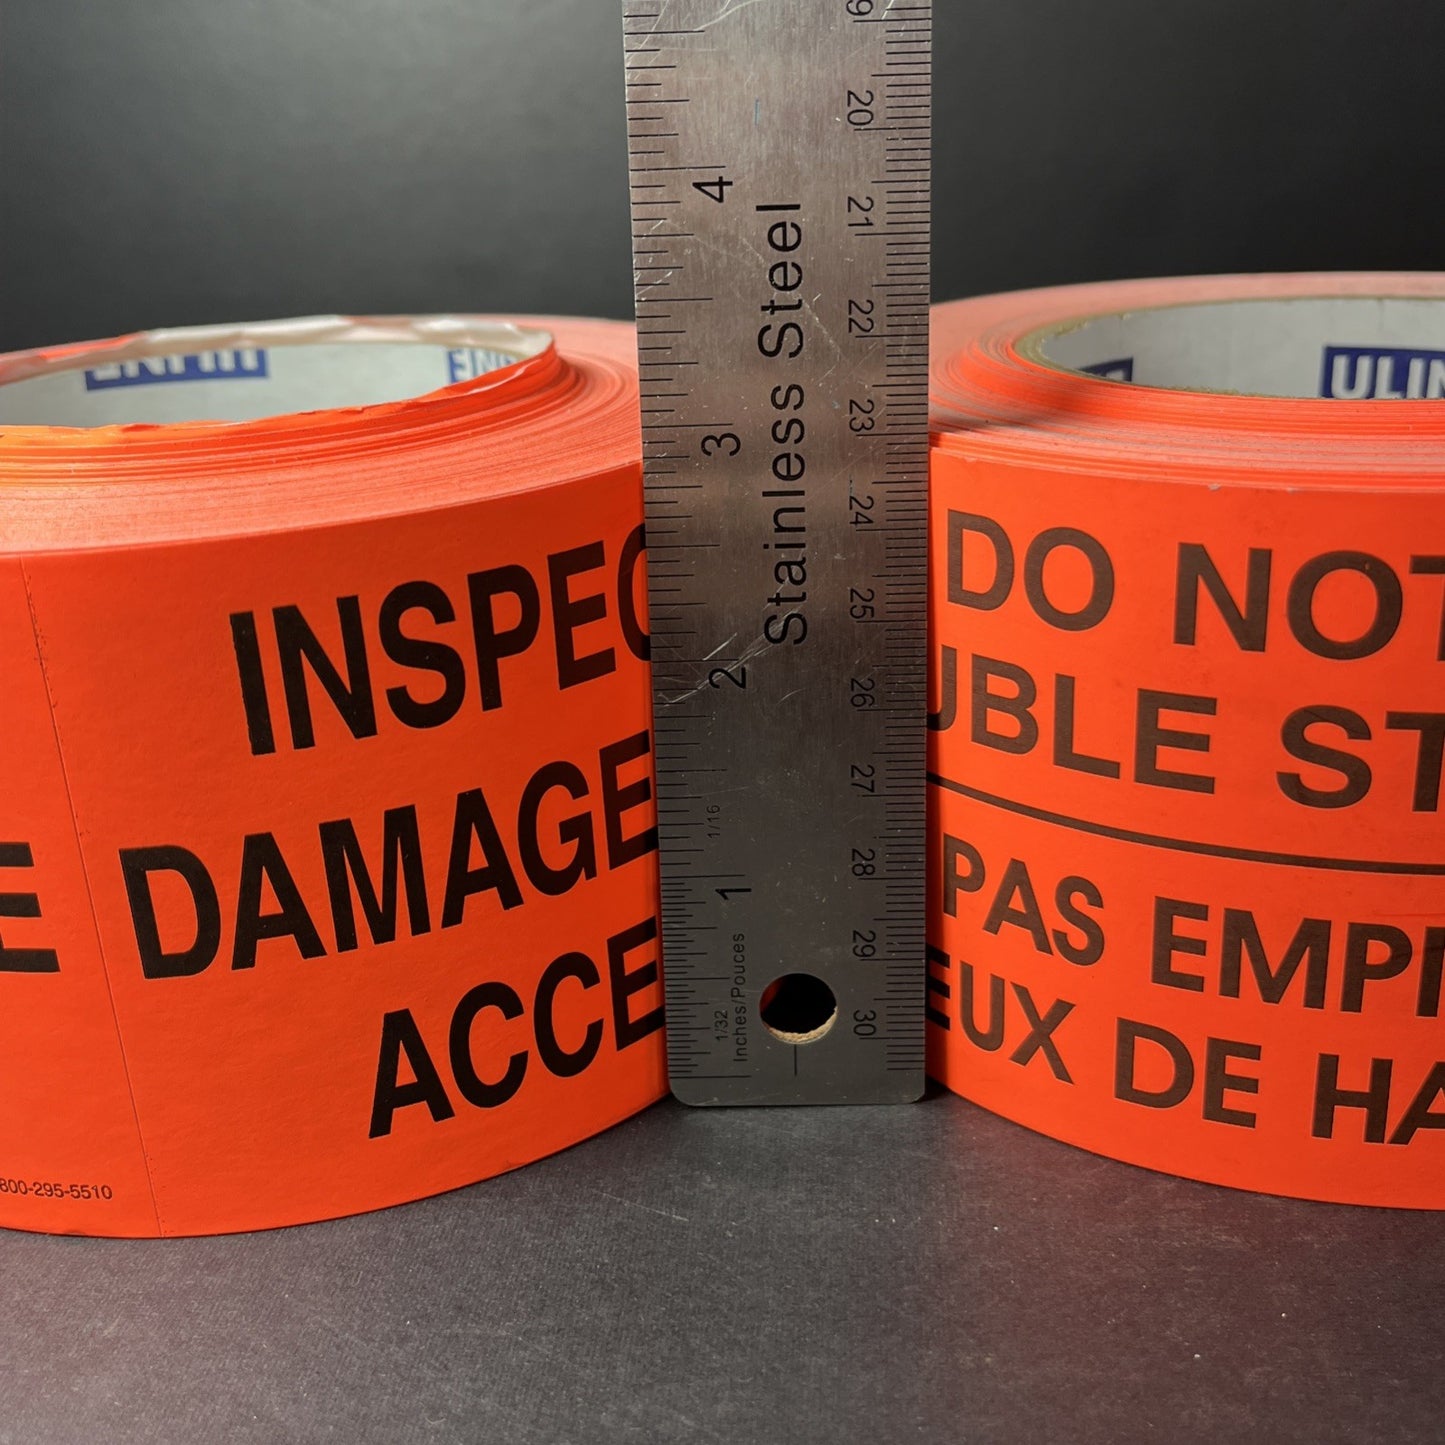 INSPEC
DAMAGE
ACCE
E
800-295-5510
19
20
21
22
23
24
25
26
27
28
29
30
4
3
2
1
Stainless Steel
1/16
1/32
Inches/Pouces
ULIN
DO NOT
UBLE ST
PAS EMPI
EUX DE HA